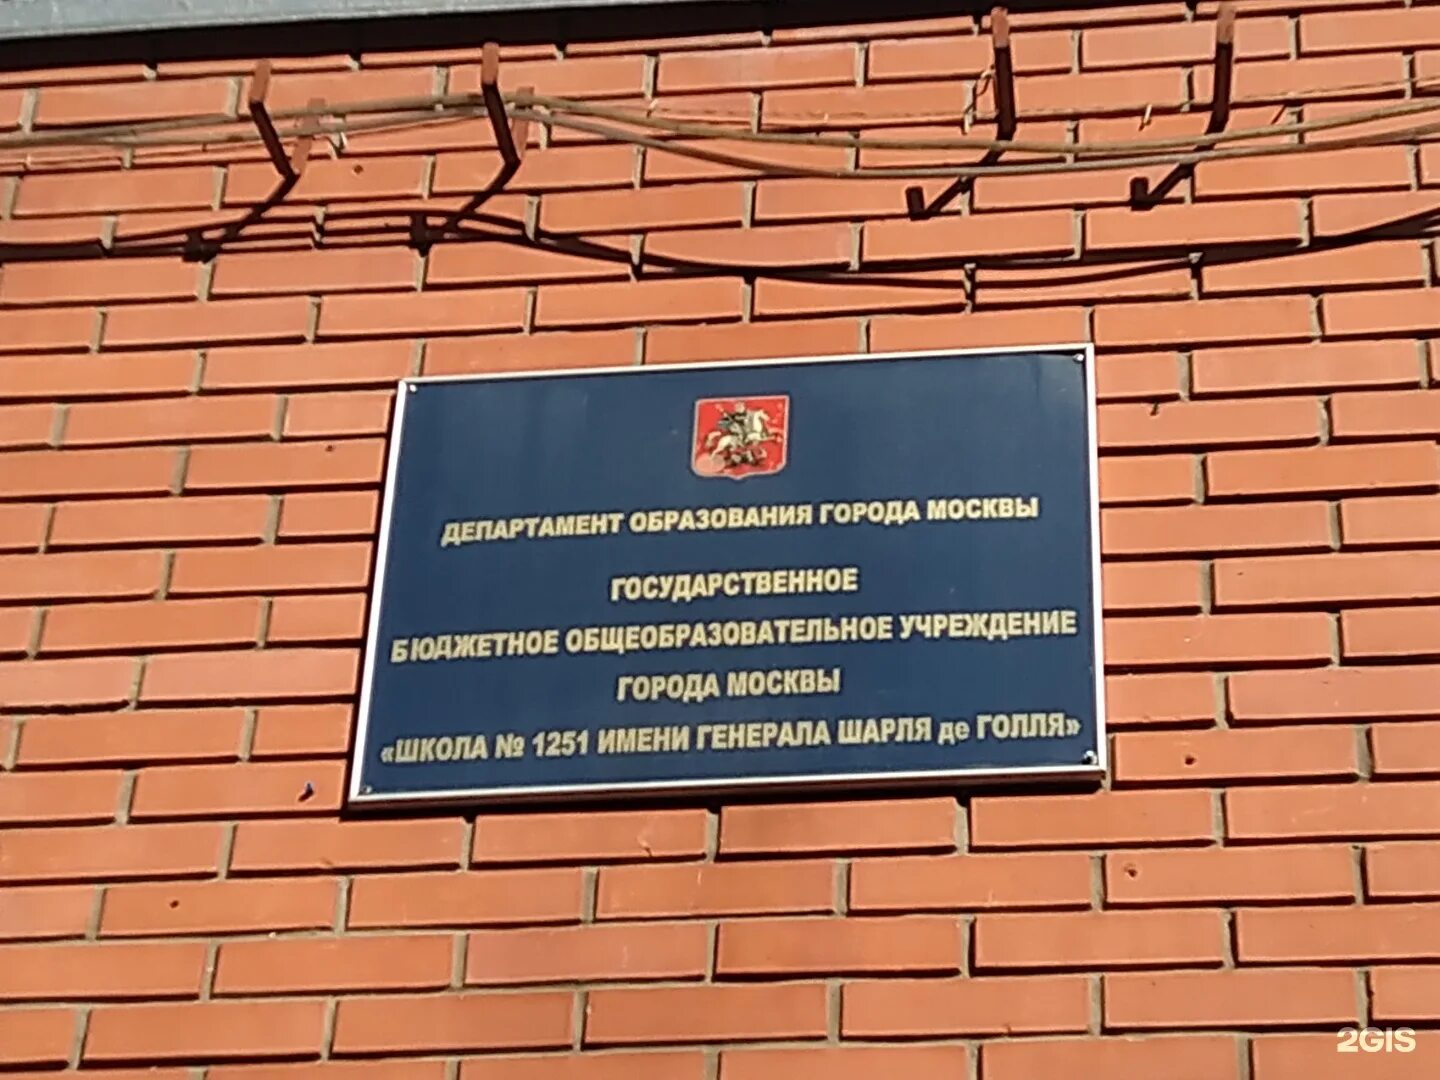 ДЕПАРТАМЕНТ ОБРАЗОВАНИЯ ГОРОДА МОСКВЫ
ГОСУДАРСТВЕННОЕ
БЮДЖЕТНОЕ ОБЩЕОБРАЗОВАТЕЛЬНОЕ УЧРЕЖДЕНИЕ
ГОРОДА МОСКВЫ
«ШКОЛА № 1251 ИМЕНИ ГЕНЕРАЛА ШАРЛЯ де ГОЛЛЯ»
2GIS